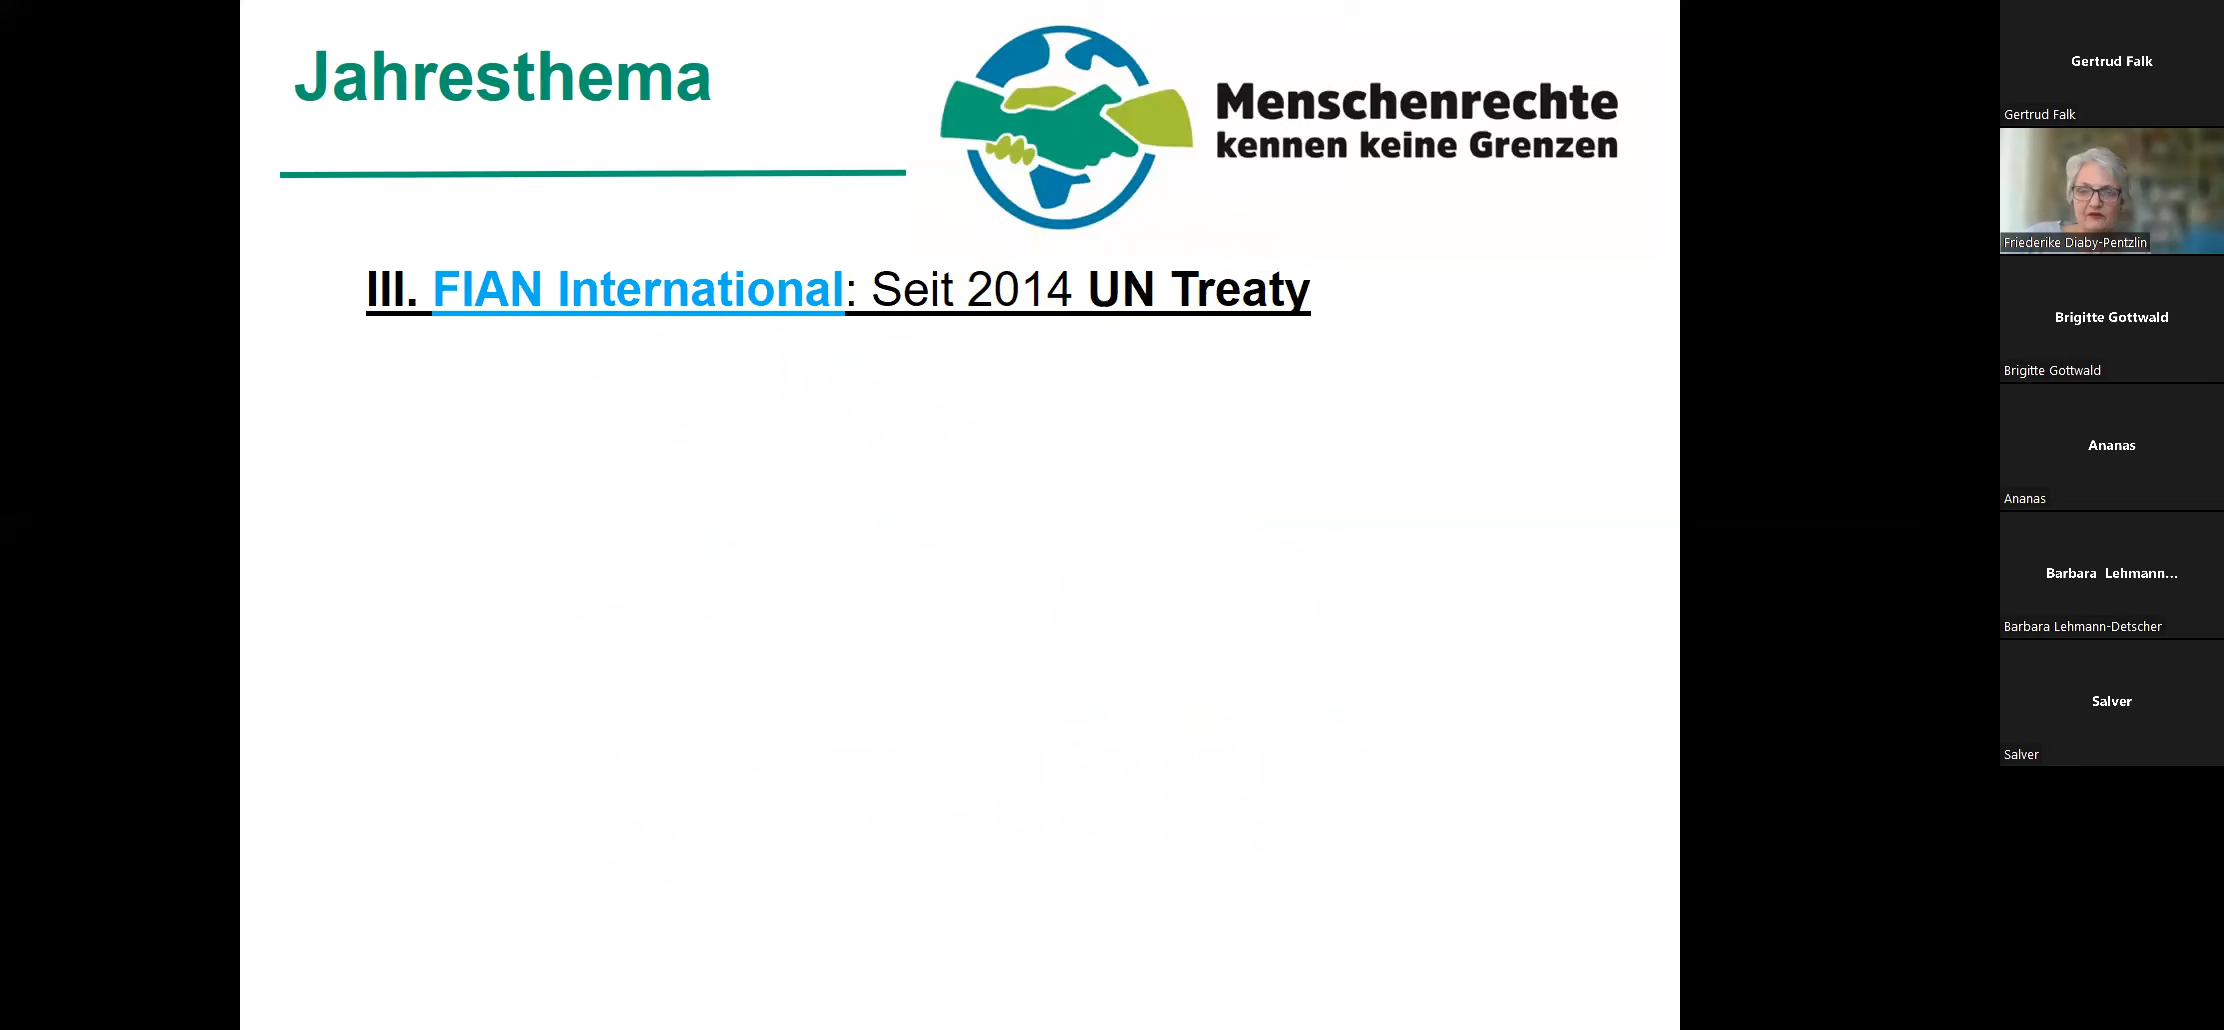 Jahresthema
Menschenrechte
kennen keine Grenzen
III. FIAN International: Seit 2014 UN Treaty
Gertrud Falk
Gertrud Falk
Friederike Diaby-Pentzlin
Brigitte Gottwald
Brigitte Gottwald
Ananas
Ananas
Barbara Lehmann...
Barbara Lehmann-Detscher
Salver
Salver